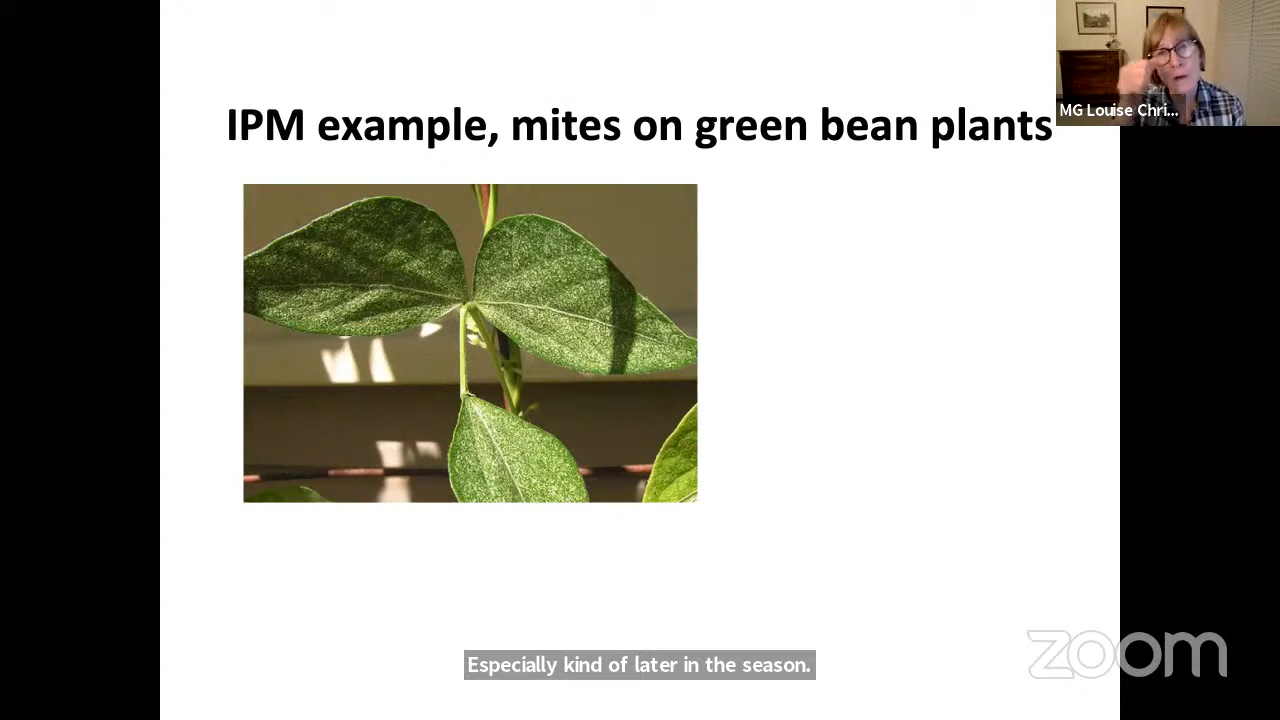 IPM example, mites on green bean plants
MG Louise Chri...
Especially kind of later in the season.
zoom